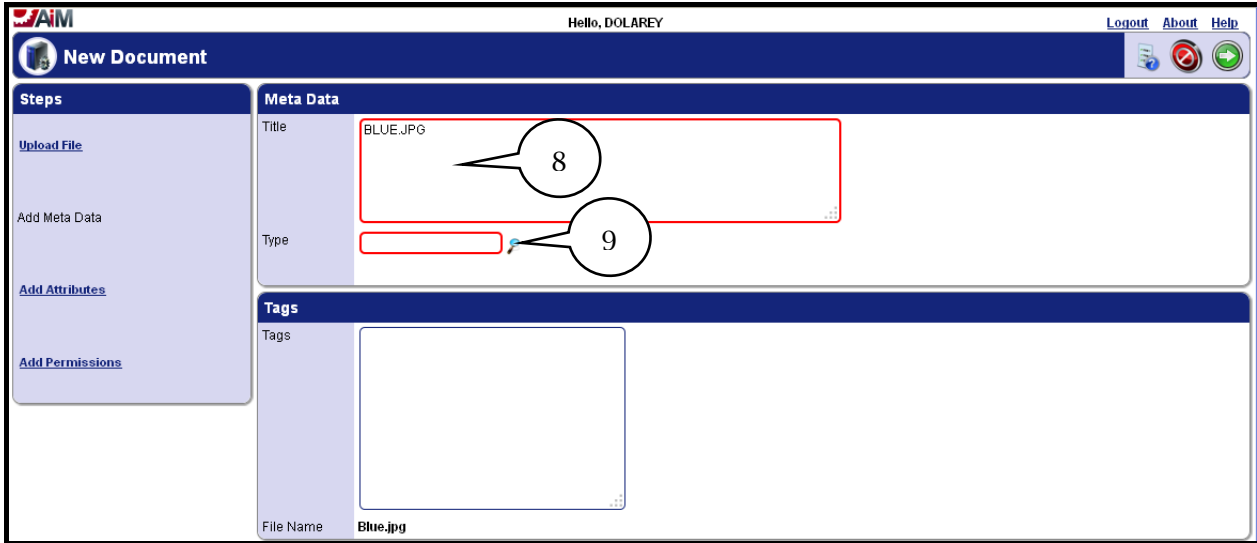 AiM
Hello, DOLAREY
Logout About Help
New Document
Steps
Upload File
Add Meta Data
Add Attributes
Add Permissions
Meta Data
Title
BLUE.JPG
8
Type
9
Tags
Tags
File Name Blue.jpg